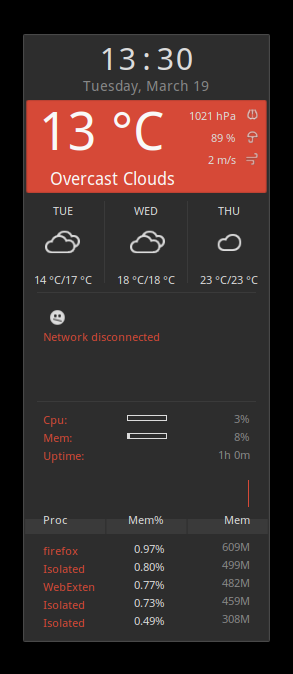 13:30
Tuesday, March 19
13 °C
1021 hPa
89 %
2 m/s
Overcast Clouds
TUE WED THU
14 °C/17 °C 18 °C/18 °C 23 °C/23 °C
Network disconnected
Cpu: 3%
Mem: 8%
Uptime: 1h 0m
Proc Mem% Mem
firefox 0.97% 609M
Isolated 0.80% 499M
WebExten 0.77% 482M
Isolated 0.73% 459M
Isolated 0.49% 308M